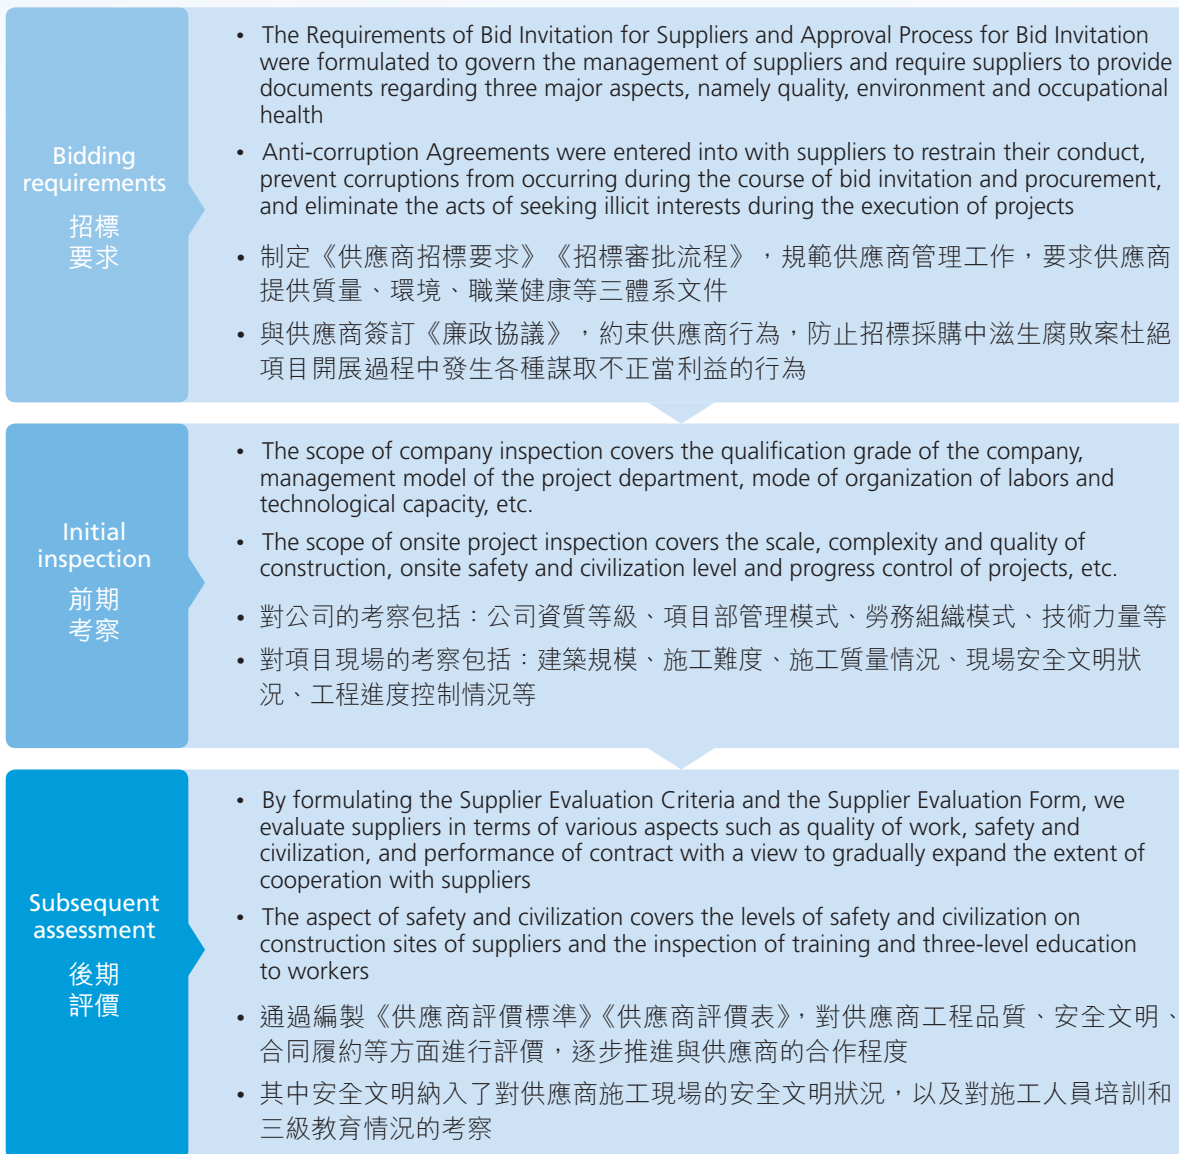 Bidding
requirements
招標
要求
• The Requirements of Bid Invitation for Suppliers and Approval Process for Bid Invitation
were formulated to govern the management of suppliers and require suppliers to provide
documents regarding three major aspects, namely quality, environment and occupational
health
• Anti-corruption Agreements were entered into with suppliers to restrain their conduct,
prevent corruptions from occurring during the course of bid invitation and procurement,
and eliminate the acts of seeking illicit interests during the execution of projects
• 制定《供應商招標要求》《招標審批流程》，規範供應商管理工作，要求供應商
提供質量、環境、職業健康等三體系文件
• 與供應商簽訂《廉政協議》，約束供應商行為，防止招標採購中滋生腐敗案杜絕
項目開展過程中發生各種謀取不正當利益的行為
Initial
inspection
前期
考察
• The scope of company inspection covers the qualification grade of the company,
management model of the project department, mode of organization of labors and
technological capacity, etc.
• The scope of onsite project inspection covers the scale, complexity and quality of
construction, onsite safety and civilization level and progress control of projects, etc.
• 對公司的考察包括：公司資質等級、項目部管理模式、勞務組織模式、技術力量等
• 對項目現場的考察包括：建築規模、施工難度、施工質量情況、現場安全文明狀
況、工程進度控制情況等
Subsequent
assessment
後期
評價
• By formulating the Supplier Evaluation Criteria and the Supplier Evaluation Form, we
evaluate suppliers in terms of various aspects such as quality of work, safety and
civilization, and performance of contract with a view to gradually expand the extent of
cooperation with suppliers
• The aspect of safety and civilization covers the levels of safety and civilization on
construction sites of suppliers and the inspection of training and three-level education
to workers
• 通過編製《供應商評價標準》《供應商評價表》，對供應商工程品質、安全文明、
合同履約等方面進行評價，逐步推進與供應商的合作程度
• 其中安全文明納入了對供應商施工現場的安全文明狀況，以及對施工人員培訓和
三級教育情況的考察